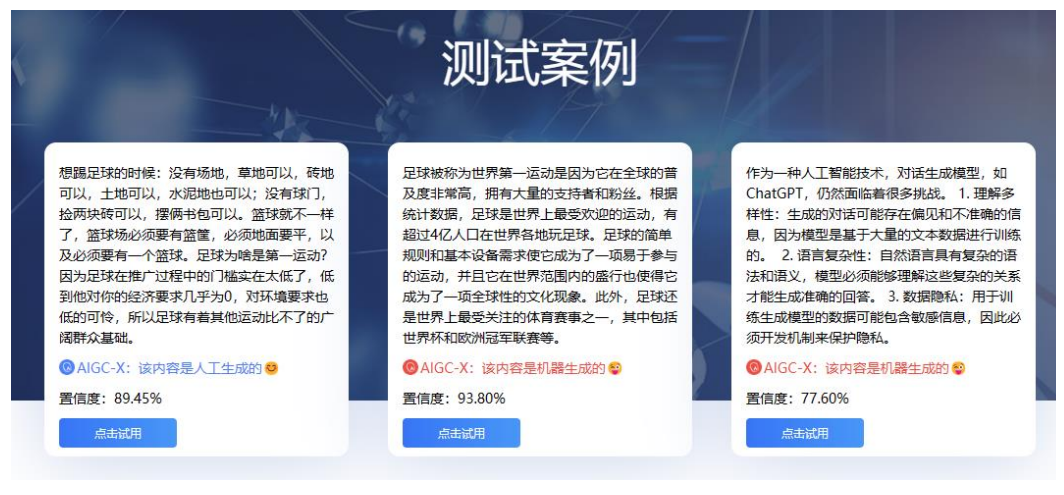 测试案例
想踢足球的时候：没有场地，草地可以，砖地
可以，土地可以，水泥地也可以；没有球门，
捡两块砖可以，摆俩书包可以。篮球就不一样
了，篮球场必须要有篮筐，必须地面要平，以
及必须要有一个篮球。足球为啥是第一运动？
因为足球在推广过程中的门槛实在太低了，低
到他对你的经济要求几乎为0，对环境要求也
低的可怜，所以足球有着其他运动比不了的广
阔群众基础。
AIGC-X：该内容是人工生成的
置信度：89.45%
点击试用
足球被称为世界第一运动是因为它在全球的普
及度非常高，拥有大量的支持者和粉丝。根据
统计数据，足球是世界上最受欢迎的运动，有
超过4亿人口在世界各地玩足球。足球的简单
规则和基本设备需求使它成为了一项易于参与
的运动，并且它在世界范围内的盛行也使得它
成为了一项全球性的文化现象。此外，足球还
是世界上最受关注的体育赛事之一，其中包括
世界杯和欧洲冠军联赛等。
AIGC-X：该内容是机器生成的
置信度：93.80%
点击试用
作为一种人工智能技术，对话生成模型，如
ChatGPT，仍然面临着很多挑战。 1. 理解多
样性：生成的对话可能存在偏见和不准确的信
息，因为模型是基于大量的文本数据进行训练
的。 2. 语言复杂性：自然语言具有复杂的语
法和语义，模型必须能够理解这些复杂的关系
才能生成准确的回答。 3. 数据隐私：用于训
练生成模型的数据可能包含敏感信息，因此必
须开发机制来保护隐私。
AIGC-X：该内容是机器生成的
置信度：77.60%
点击试用